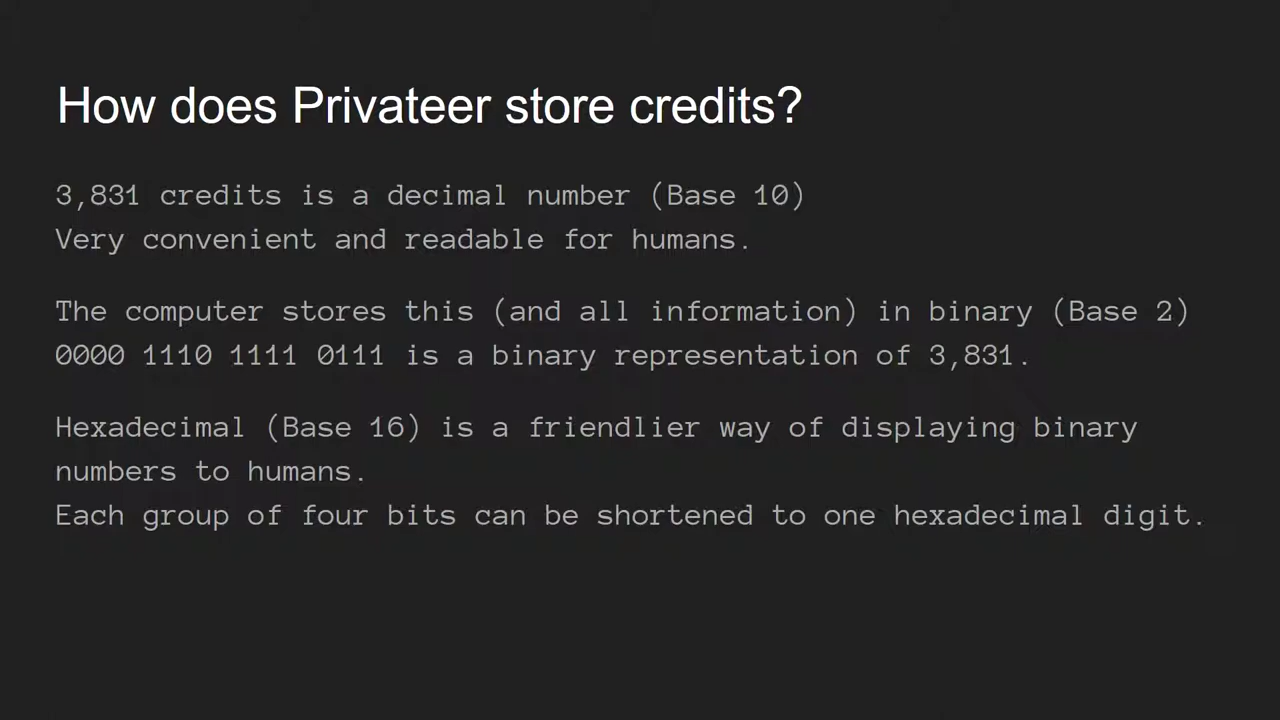 How does Privateer store credits?
3,831 credits is a decimal number (Base 10)
Very convenient and readable for humans.
The computer stores this (and all information) in binary (Base 2)
0000 1110 1111 0111 is a binary representation of 3,831.
Hexadecimal (Base 16) is a friendlier way of displaying binary
numbers to humans.
Each group of four bits can be shortened to one hexadecimal digit.